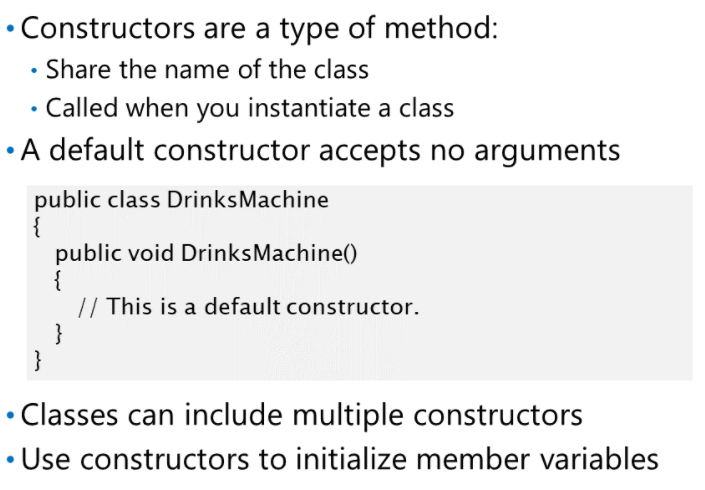 • Constructors are a type of method:
• Share the name of the class
• Called when you instantiate a class
• A default constructor accepts no arguments
public class DrinksMachine
{
public void DrinksMachine()
{
// This is a default constructor.
}
}
• Classes can include multiple constructors
• Use constructors to initialize member variables